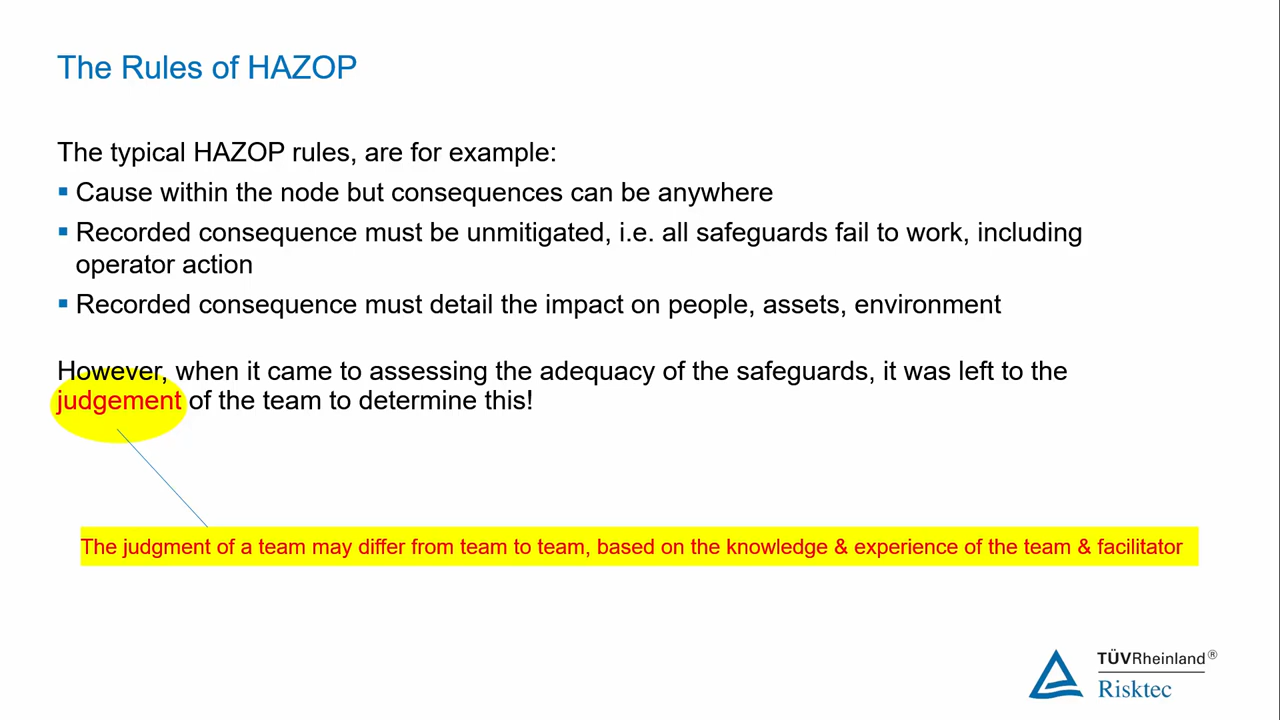 The Rules of HAZOP
The typical HAZOP rules, are for example:
▪ Cause within the node but consequences can be anywhere
▪ Recorded consequence must be unmitigated, i.e. all safeguards fail to work, including
operator action
▪ Recorded consequence must detail the impact on people, assets, environment
However, when it came to assessing the adequacy of the safeguards, it was left to the
judgement of the team to determine this!
The judgment of a team may differ from team to team, based on the knowledge & experience of the team & facilitator
TÜVRheinland®
Risktec